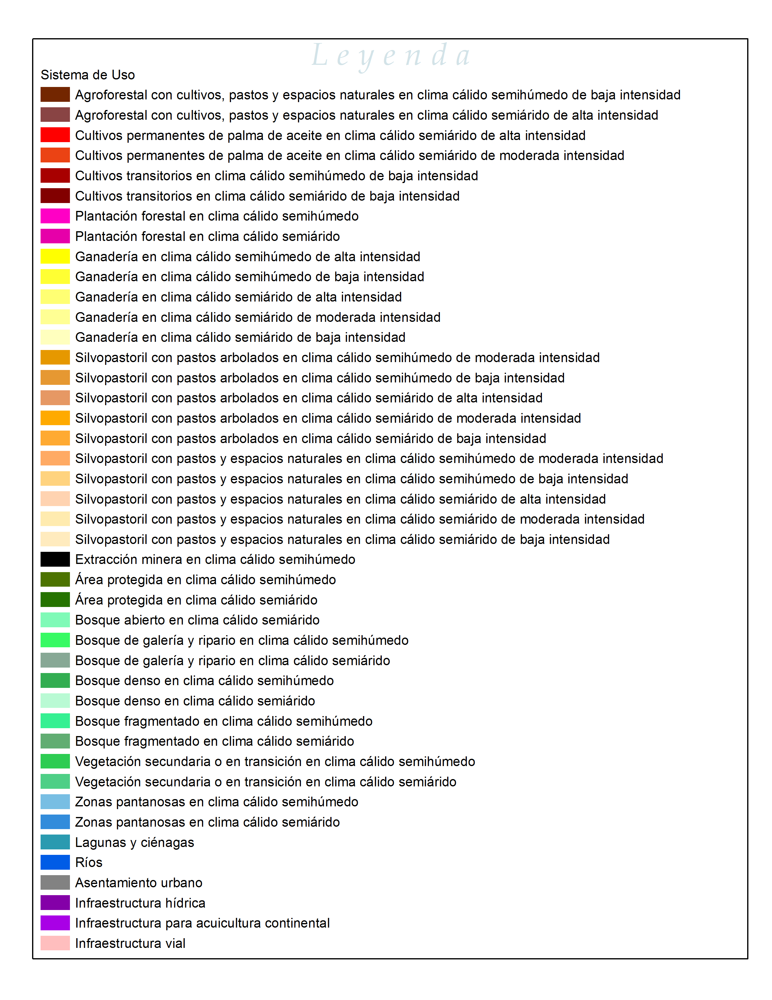 Leyenda
Sistema de Uso
Agroforestal con cultivos, pastos y espacios naturales en clima cálido semihúmedo de baja intensidad
Agroforestal con cultivos, pastos y espacios naturales en clima cálido semiárido de alta intensidad
Cultivos permanentes de palma de aceite en clima cálido semiárido de alta intensidad
Cultivos permanentes de palma de aceite en clima cálido semiárido de moderada intensidad
Cultivos transitorios en clima cálido semihúmedo de baja intensidad
Cultivos transitorios en clima cálido semiárido de baja intensidad
Plantación forestal en clima cálido semihúmedo
Plantación forestal en clima cálido semiárido
Ganadería en clima cálido semihúmedo de alta intensidad
Ganadería en clima cálido semihúmedo de baja intensidad
Ganadería en clima cálido semiárido de alta intensidad
Ganadería en clima cálido semiárido de moderada intensidad
Ganadería en clima cálido semiárido de baja intensidad
Silvopastoril con pastos arbolados en clima cálido semihúmedo de moderada intensidad
Silvopastoril con pastos arbolados en clima cálido semihúmedo de baja intensidad
Silvopastoril con pastos arbolados en clima cálido semiárido de alta intensidad
Silvopastoril con pastos arbolados en clima cálido semiárido de moderada intensidad
Silvopastoril con pastos arbolados en clima cálido semiárido de baja intensidad
Silvopastoril con pastos y espacios naturales en clima cálido semihúmedo de moderada intensidad
Silvopastoril con pastos y espacios naturales en clima cálido semihúmedo de baja intensidad
Silvopastoril con pastos y espacios naturales en clima cálido semiárido de alta intensidad
Silvopastoril con pastos y espacios naturales en clima cálido semiárido de moderada intensidad
Silvopastoril con pastos y espacios naturales en clima cálido semiárido de baja intensidad
Extracción minera en clima cálido semihúmedo
Área protegida en clima cálido semihúmedo
Área protegida en clima cálido semiárido
Bosque abierto en clima cálido semiárido
Bosque de galería y ripario en clima cálido semihúmedo
Bosque de galería y ripario en clima cálido semiárido
Bosque denso en clima cálido semihúmedo
Bosque denso en clima cálido semiárido
Bosque fragmentado en clima cálido semihúmedo
Bosque fragmentado en clima cálido semiárido
Vegetación secundaria o en transición en clima cálido semihúmedo
Vegetación secundaria o en transición en clima cálido semiárido
Zonas pantanosas en clima cálido semihúmedo
Zonas pantanosas en clima cálido semiárido
Lagunas y ciénagas
Ríos
Asentamiento urbano
Infraestructura hídrica
Infraestructura para acuicultura continental
Infraestructura vial